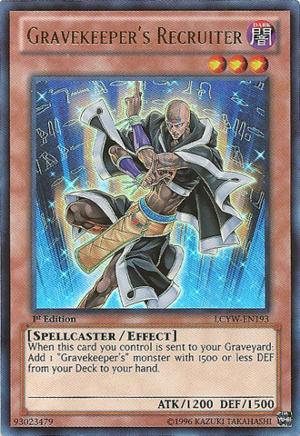 GRAVEKEEPER'S RECRUITER
DARK
闇
1st Edition
LCYW-EN193
[SPELLCASTER / EFFECT]
When this card you control is sent to your Graveyard:
Add 1 "Gravekeeper's" monster with 1500 or less DEF
from your Deck to your hand.
ATK/1200 DEF/1500
93023479
©1996 KAZUKI TAKAHASHI